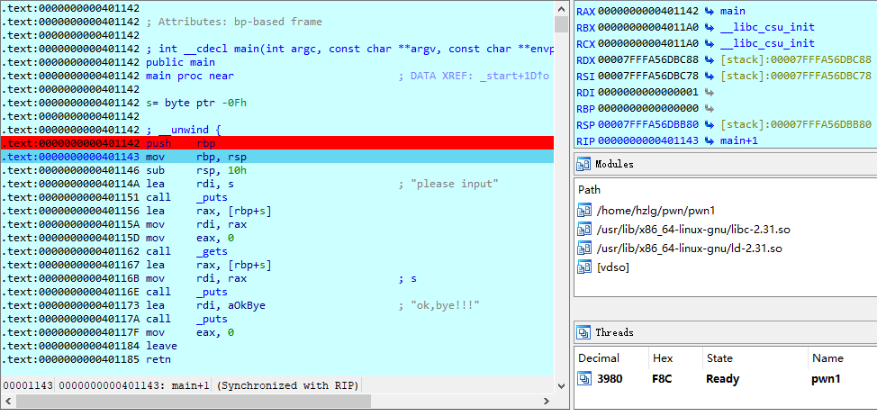 .text:0000000000401142
.text:0000000000401142 ; Attributes: bp-based frame
.text:0000000000401142
.text:0000000000401142 ; int __cdecl main(int argc, const char **argv, const char **envp
.text:0000000000401142 public main
.text:0000000000401142 main proc near ; DATA XREF: _start+1D↑o
.text:0000000000401142
.text:0000000000401142 s= byte ptr -0Fh
.text:0000000000401142
.text:0000000000401142 ; __unwind {
.text:0000000000401142 push rbp
.text:0000000000401143 mov rbp, rsp
.text:0000000000401146 sub rsp, 10h
.text:000000000040114A lea rdi, s ; "please input"
.text:0000000000401151 call _puts
.text:0000000000401156 lea rax, [rbp+s]
.text:000000000040115A mov rdi, rax
.text:000000000040115D mov eax, 0
.text:0000000000401162 call _gets
.text:0000000000401167 lea rax, [rbp+s]
.text:000000000040116B mov rdi, rax ; s
.text:000000000040116E call _puts
.text:0000000000401173 lea rdi, aOkBye ; "ok,bye!!!"
.text:000000000040117A call _puts
.text:000000000040117F mov eax, 0
.text:0000000000401184 leave
.text:0000000000401185 retn
00001143 0000000000401143: main+1 (Synchronized with RIP)
RAX 0000000000401142 main
RBX 00000000004011A0 __libc_csu_init
RCX 00000000004011A0 __libc_csu_init
RDX 00007FFFA56DBC88 [stack]:00007FFFA56DBC88
RSI 00007FFFA56DBC78 [stack]:00007FFFA56DBC78
RDI 0000000000000001
RBP 0000000000000000
RSP 00007FFFA56DBB80 [stack]:00007FFFA56DBB80
RIP 0000000000401143 main+1
Modules
Path
/home/hzlg/pwn/pwn1
/usr/lib/x86_64-linux-gnu/libc-2.31.so
/usr/lib/x86_64-linux-gnu/ld-2.31.so
[vdso]
Threads
Decimal Hex State Name
3980 F8C Ready pwn1